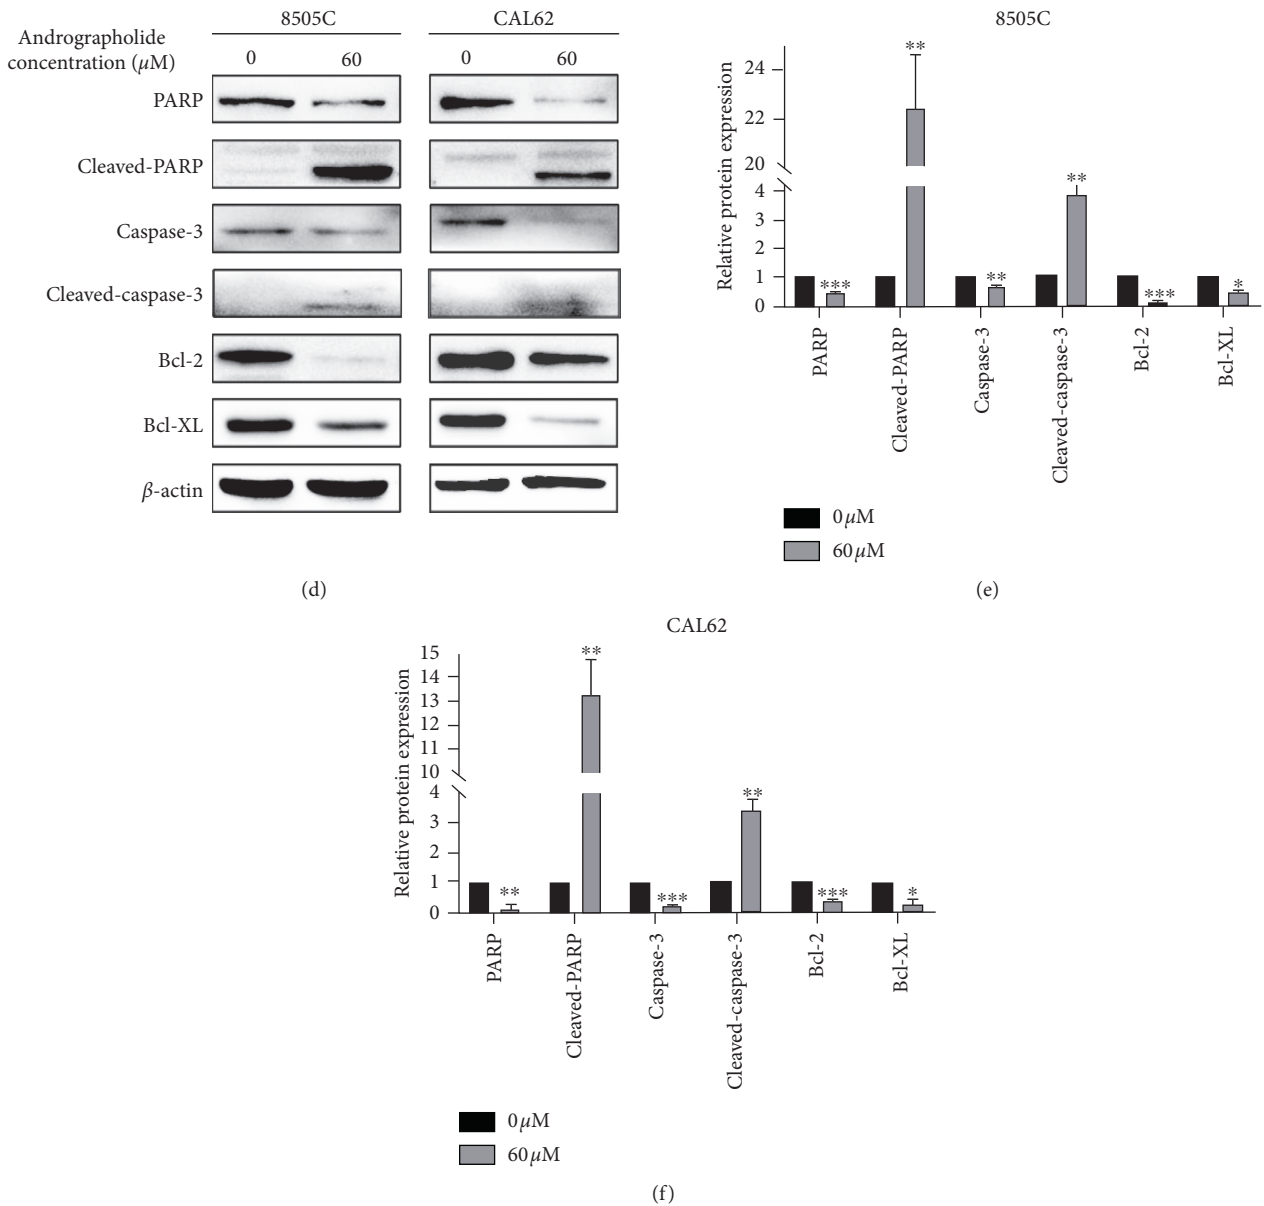 8505C CAL62
Andrographolide
concentration (μM) 0 60 0 60
PARP
Cleaved-PARP
Caspase-3
Cleaved-caspase-3
Bcl-2
Bcl-XL
β-actin
(d)
8505C
Relative protein expression
24
22
20
4
3
2
1
0
** ** *** ** *** *
PARP
Cleaved-PARP
Caspase-3
Cleaved-caspase-3
Bcl-2
Bcl-XL
0 μM
60 μM
(e)
CAL62
Relative protein expression
15
14
13
12
11
10
4
3
2
1
0
** ** ** *** *** *
PARP
Cleaved-PARP
Caspase-3
Cleaved-caspase-3
Bcl-2
Bcl-XL
0 μM
60 μM
(f)